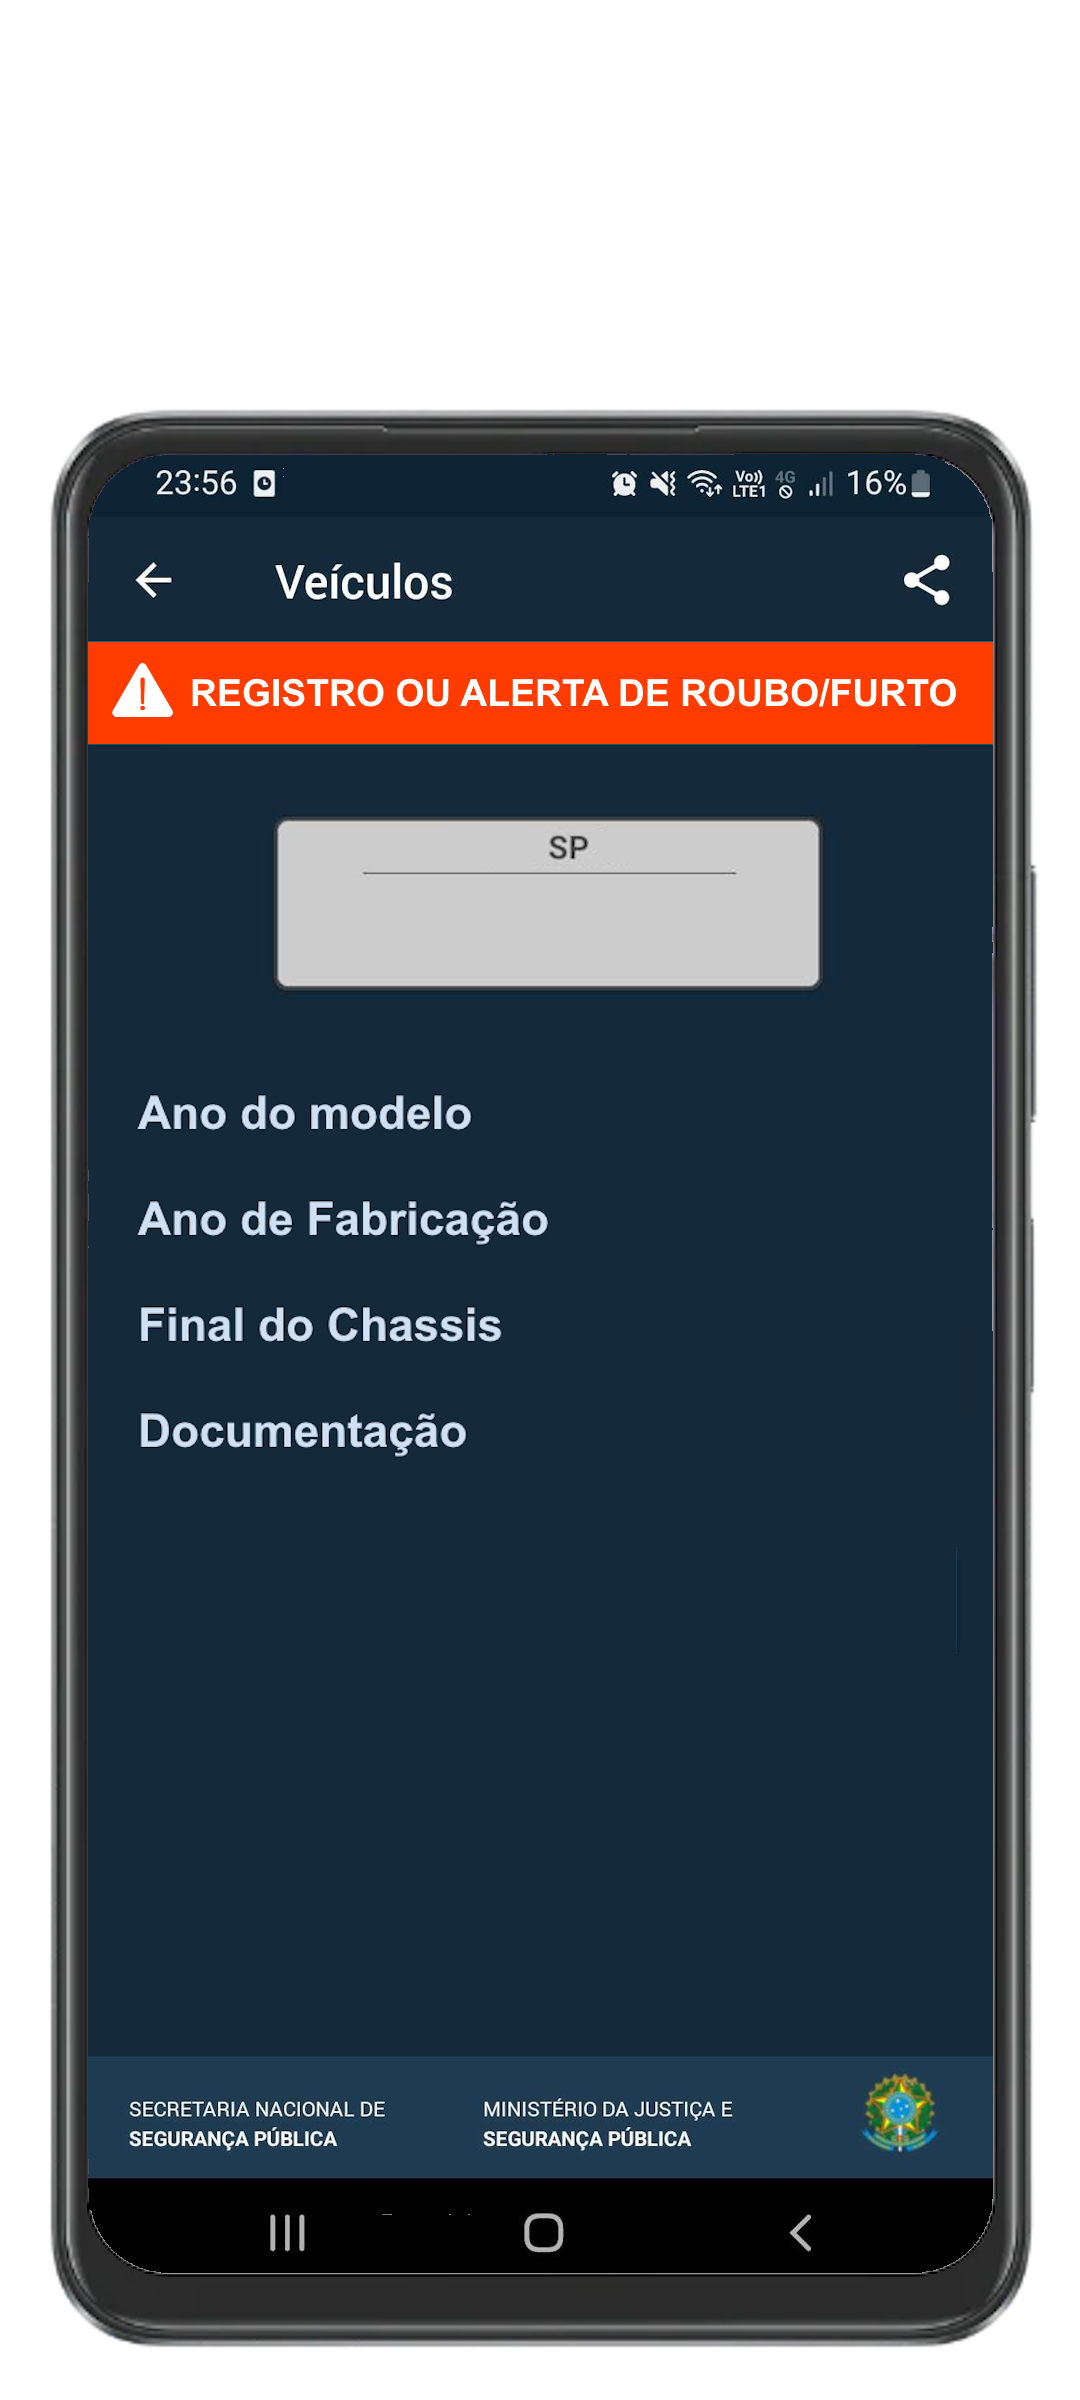 23:56
Vo)) LTE1 4G 16%
Veículos
REGISTRO OU ALERTA DE ROUBO/FURTO
SP
Ano do modelo
Ano de Fabricação
Final do Chassis
Documentação
SECRETARIA NACIONAL DE
SEGURANÇA PÚBLICA
MINISTÉRIO DA JUSTIÇA E
SEGURANÇA PÚBLICA